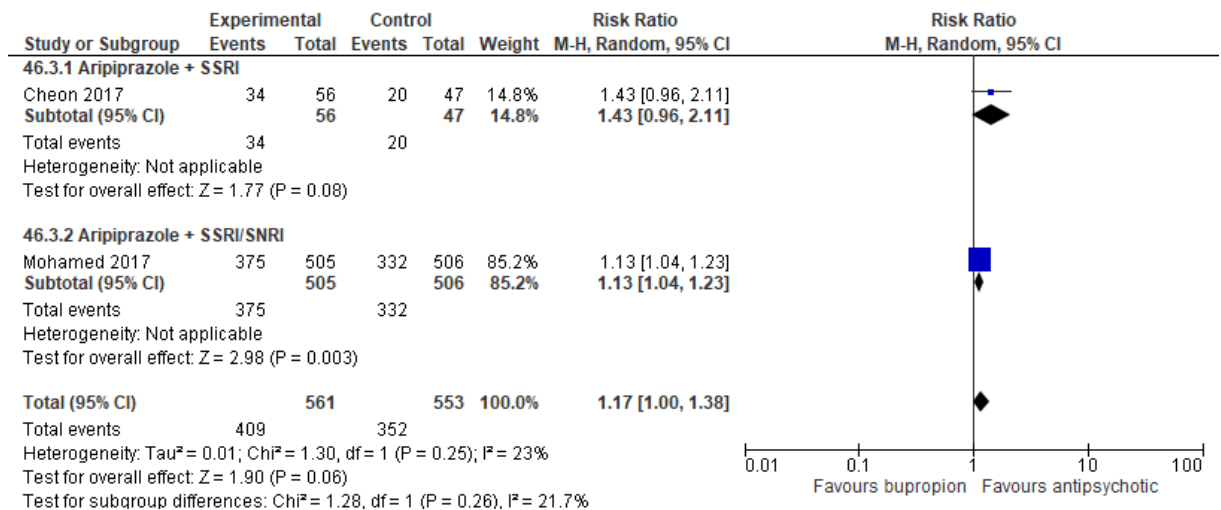 Experimental Control Risk Ratio Risk Ratio
Study or Subgroup Events Total Events Total Weight M-H, Random, 95% CI M-H, Random, 95% CI
46.3.1 Aripiprazole + SSRI
Cheon 2017 34 56 20 47 14.8% 1.43 [0.96, 2.11]
Subtotal (95% CI) 56 47 14.8% 1.43 [0.96, 2.11]
Total events 34 20
Heterogeneity: Not applicable
Test for overall effect: Z = 1.77 (P = 0.08)
46.3.2 Aripiprazole + SSRI/SNRI
Mohamed 2017 375 505 332 506 85.2% 1.13 [1.04, 1.23]
Subtotal (95% CI) 505 506 85.2% 1.13 [1.04, 1.23]
Total events 375 332
Heterogeneity: Not applicable
Test for overall effect: Z = 2.98 (P = 0.003)
Total (95% CI) 561 553 100.0% 1.17 [1.00, 1.38]
Total events 409 352
Heterogeneity: Tau² = 0.01; Chi² = 1.30, df = 1 (P = 0.25); I² = 23%
Test for overall effect: Z = 1.90 (P = 0.06)
Test for subgroup differences: Chi² = 1.28, df = 1 (P = 0.26), I² = 21.7%
0.01 0.1 1 10 100
Favours bupropion Favours antipsychotic